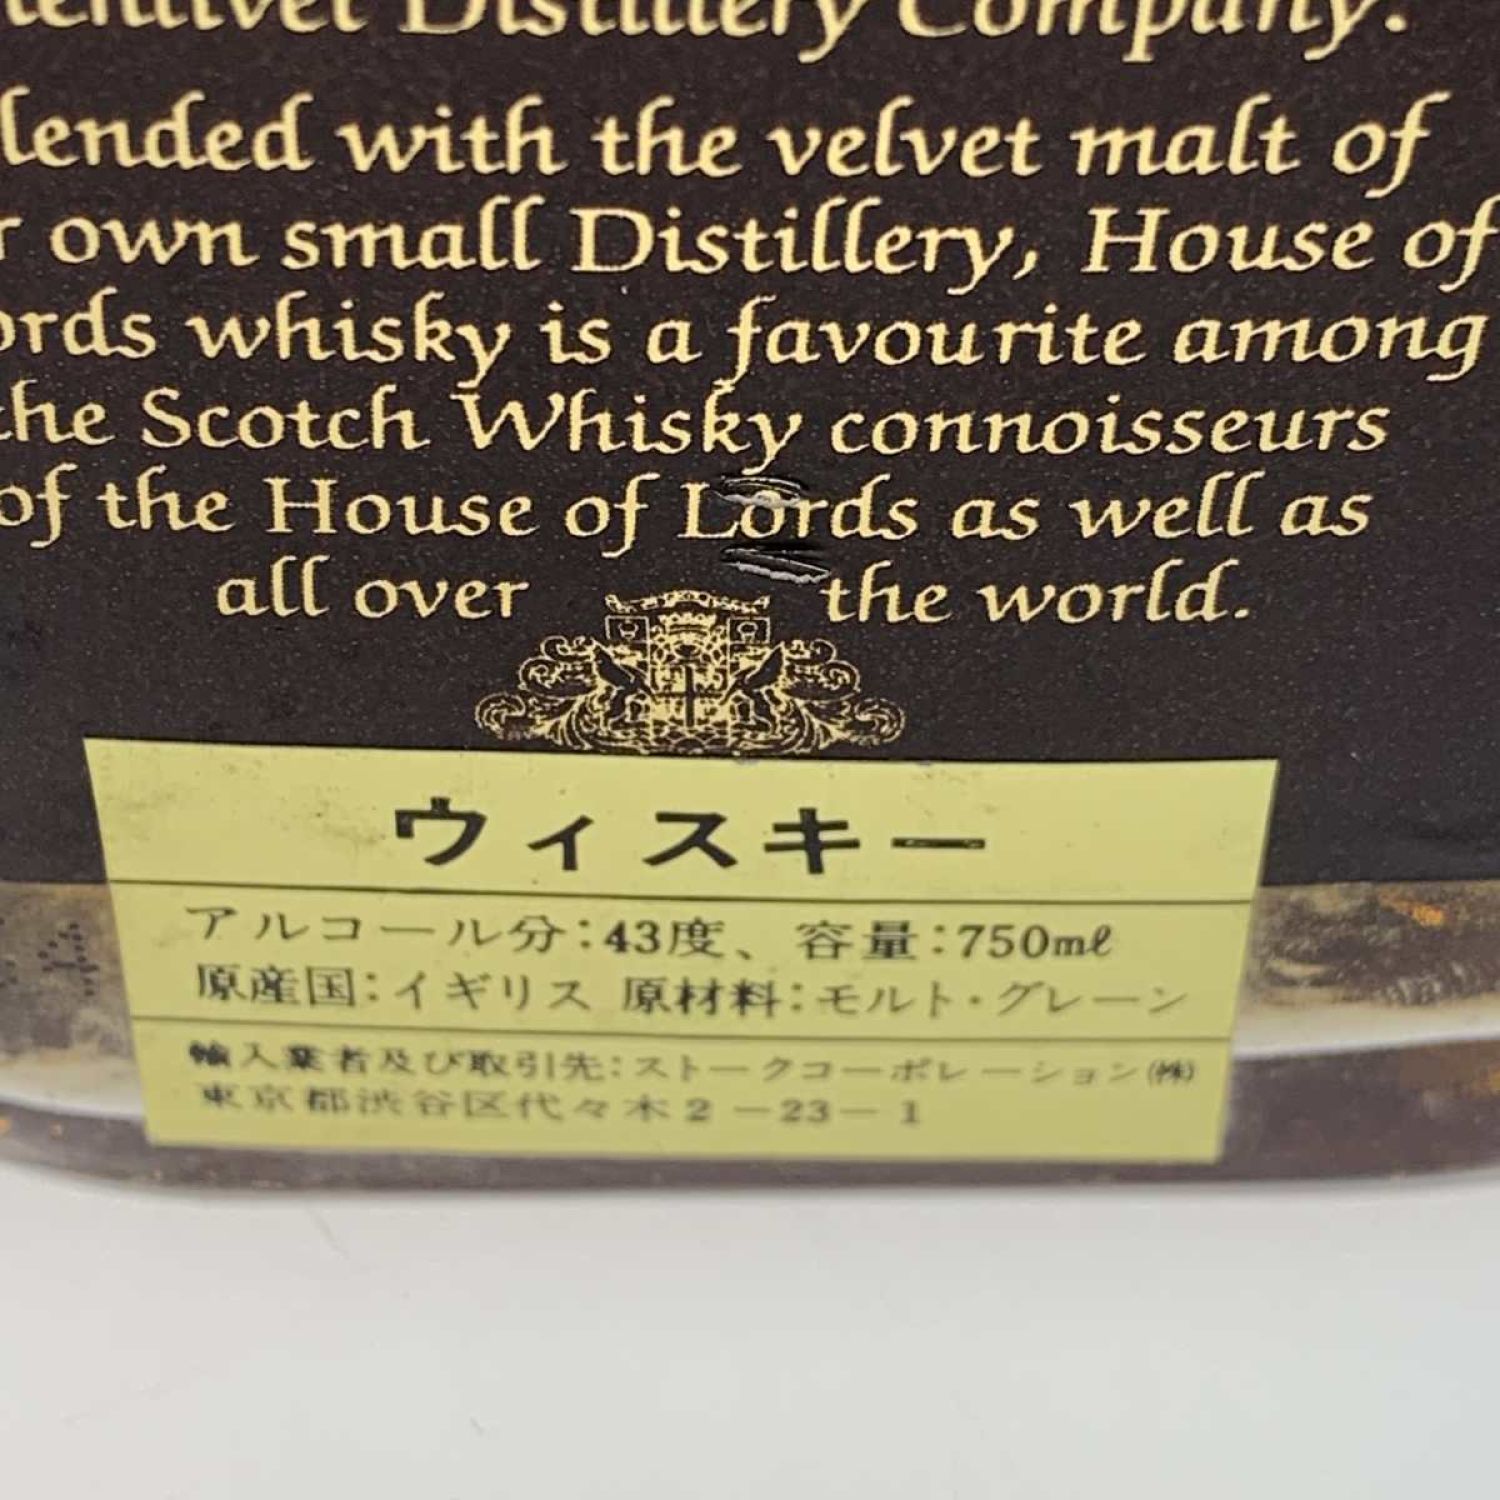 Distillery Company.
with the velvet malt of
own small Distillery, House of
whisky is a favourite among
the Scotch Whisky connoisseurs
of the House of Lords as well as
all over the world.
ウィスキー
アルコール分:43度、容量:750mℓ
原産国:イギリス 原材料:モルト・グレーン
輸入業者及び取引先:ストークコーポレーション(株)
東京都渋谷区代々木2-23-1